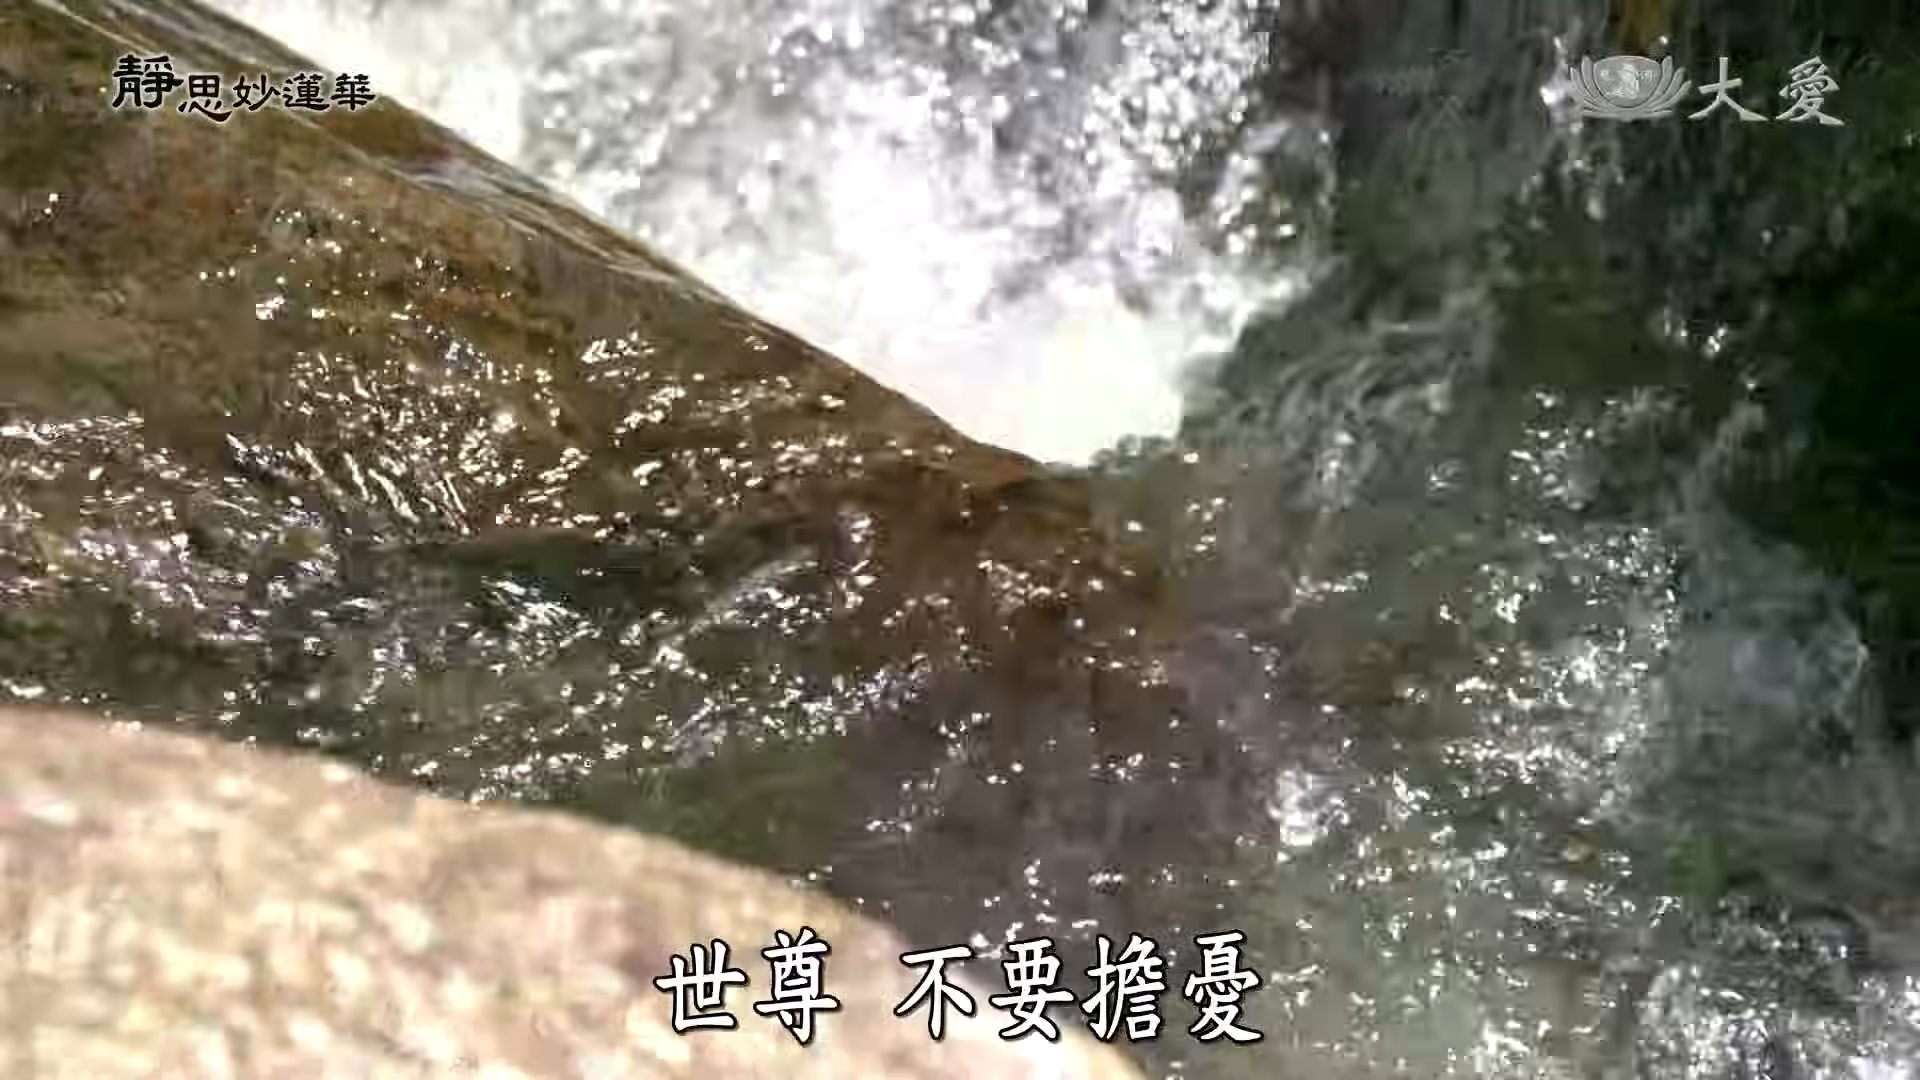 靜思妙蓮華
大愛
世尊 不要擔憂